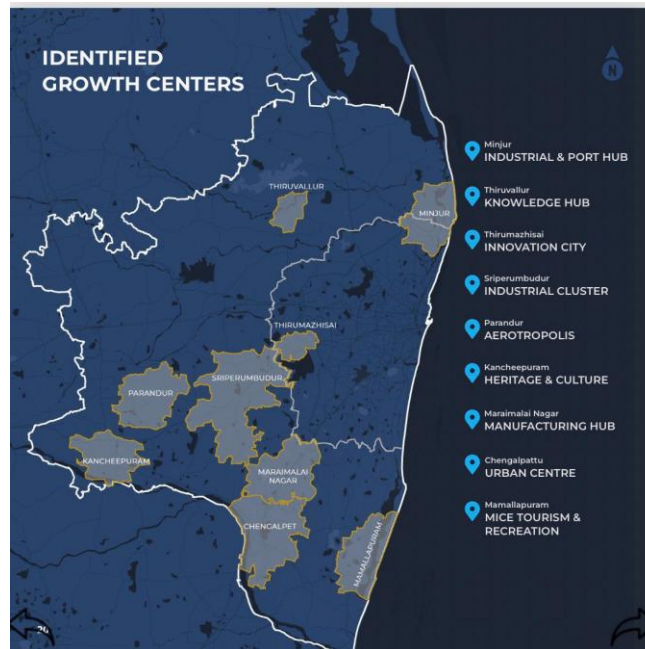 IDENTIFIED
GROWTH CENTERS
N
Minjur
INDUSTRIAL & PORT HUB
Thiruvallur
KNOWLEDGE HUB
Thirumazhisai
INNOVATION CITY
Sriperumbudur
INDUSTRIAL CLUSTER
Parandur
AEROTROPOLIS
Kancheepuram
HERITAGE & CULTURE
Maraimalai Nagar
MANUFACTURING HUB
Chengalpattu
URBAN CENTRE
Mamallapuram
MICE TOURISM &
RECREATION
THIRUVALLUR
MINJUR
THIRUMAZHISAI
SRIPERUMBUDUR
PARANDUR
KANCHEEPURAM
MARAIMALAI
NAGAR
CHENGALPET
MAMALLAPURAM